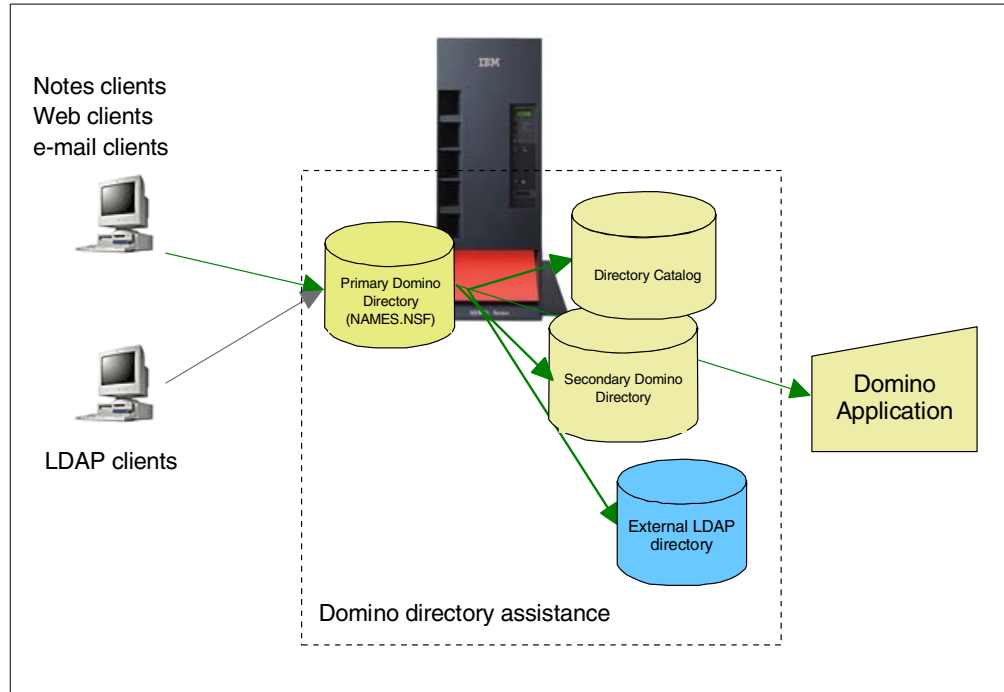 Notes clients
Web clients
e-mail clients
IBM
Primary Domino
Directory
(NAMES.NSF)
Directory Catalog
Secondary Domino
Directory
Domino
Application
LDAP clients
External LDAP
directory
Domino directory assistance